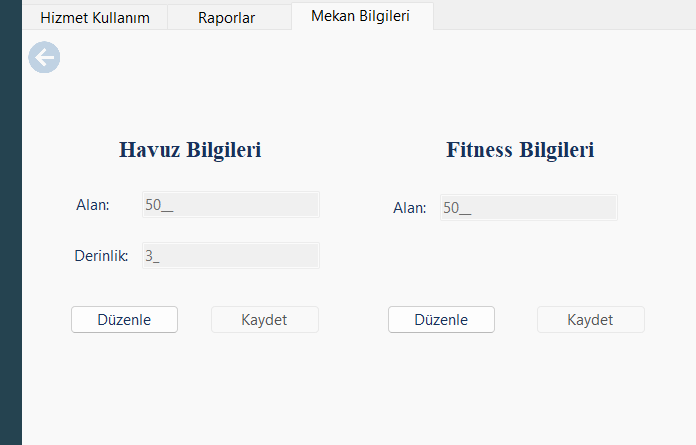 Hizmet Kullanım
Raporlar
Mekan Bilgileri
Havuz Bilgileri
Alan: 50__
Derinlik: 3_
Düzenle
Kaydet
Fitness Bilgileri
Alan: 50__
Düzenle
Kaydet